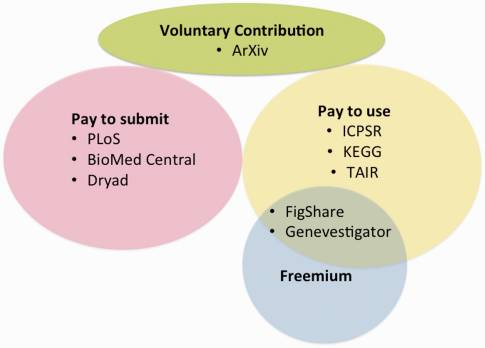 Voluntary Contribution
• ArXiv
Pay to submit
• PLoS
• BioMed Central
• Dryad
Pay to use
• ICPSR
• KEGG
• TAIR
• FigShare
• Genevestigator
Freemium